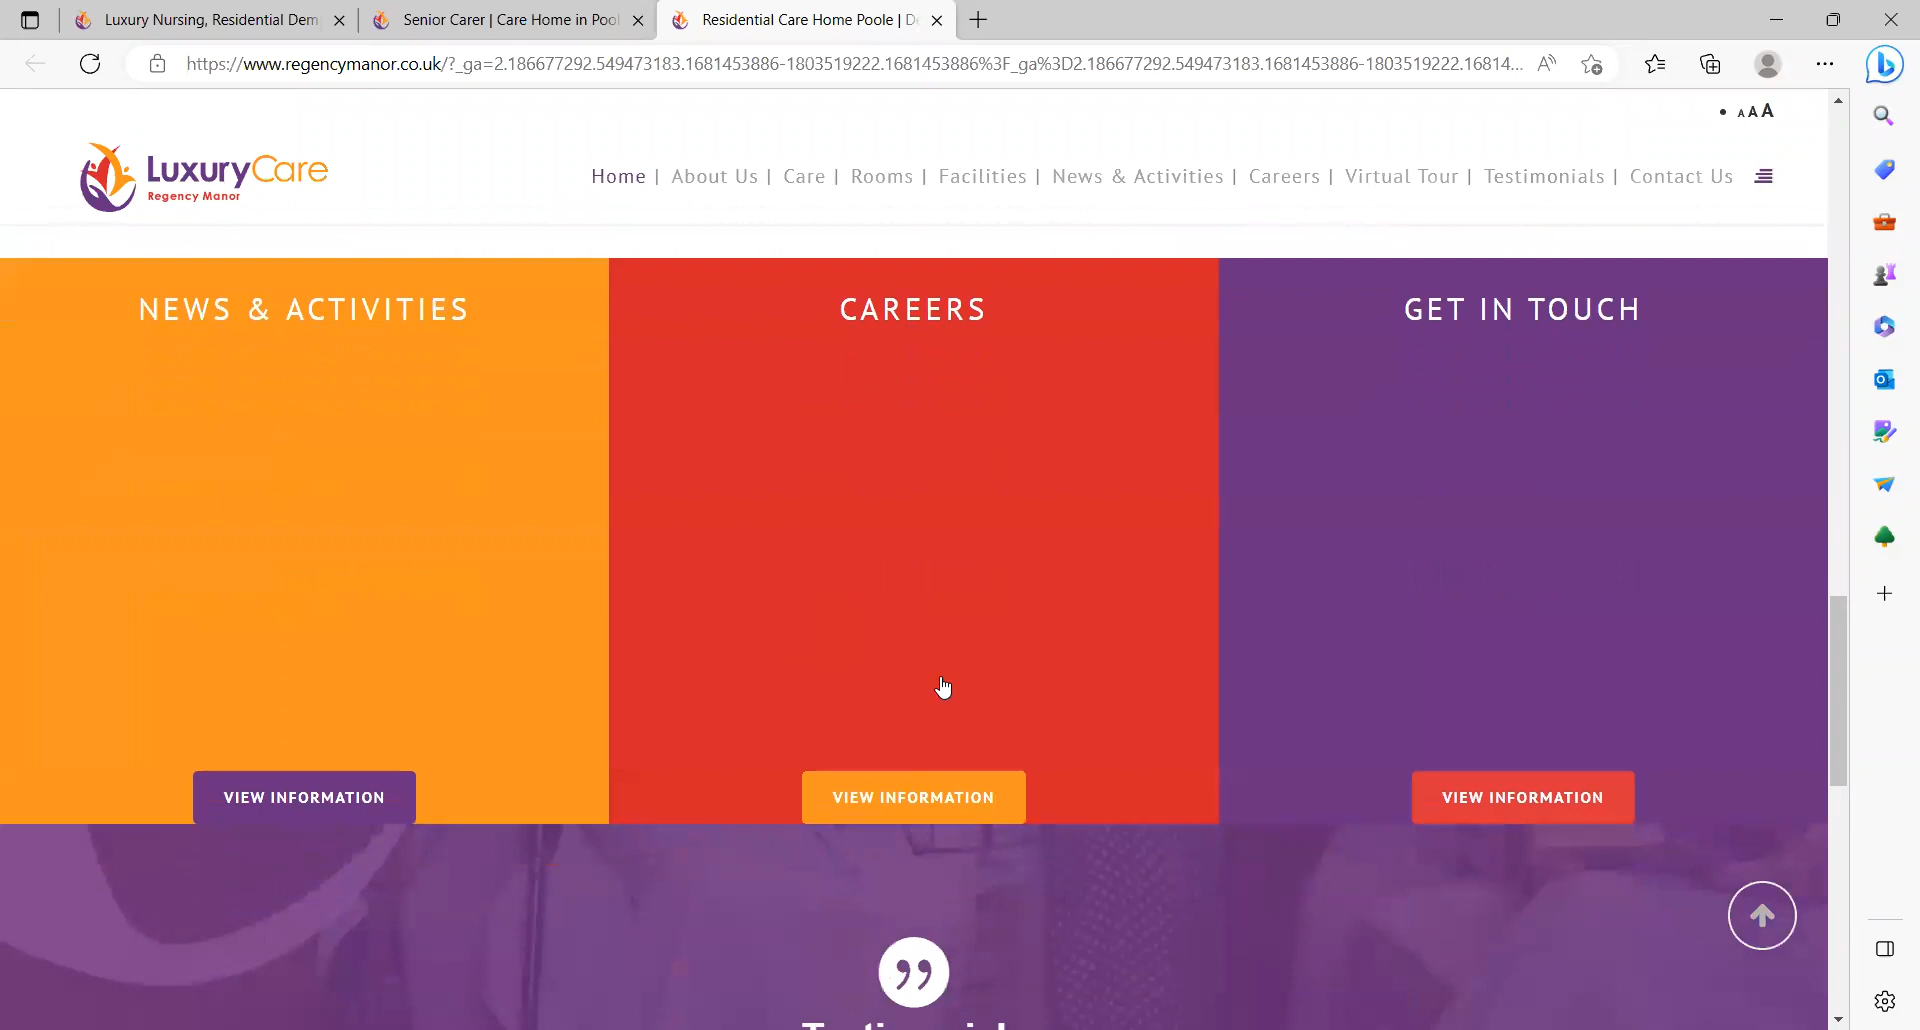 Luxury Nursing, Residential Dem
Senior Carer | Care Home in Pool
Residential Care Home Poole | De
https://www.regencymanor.co.uk/?_ga=2.186677292.549473183.1681453886-1803519222.1681453886%3F_ga%3D2.186677292.549473183.1681453886-1803519222.16814...
A A A
LuxuryCare
Regency Manor
Home | About Us | Care | Rooms | Facilities | News & Activities | Careers | Virtual Tour | Testimonials | Contact Us
NEWS & ACTIVITIES
CAREERS
GET IN TOUCH
VIEW INFORMATION
VIEW INFORMATION
VIEW INFORMATION